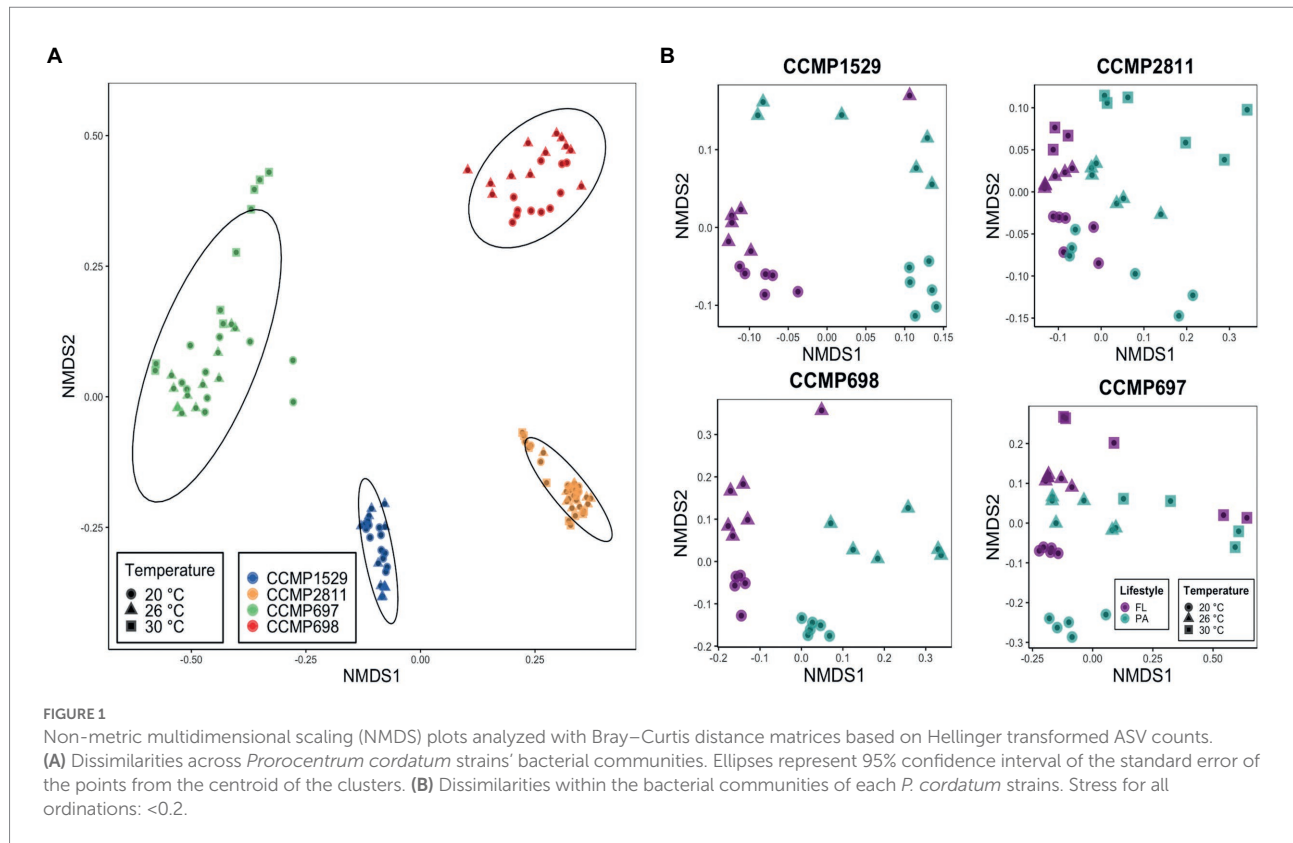 A
0.50
0.25
0.00
-0.25
NMDS2
-0.50
-0.25
0.00
0.25
NMDS1
Temperature
20 °C
26 °C
30 °C
CCMP1529
CCMP2811
CCMP697
CCMP698
B
CCMP1529
0.1
0.0
-0.1
NMDS2
-0.10
-0.05
0.00
0.05
0.10
0.15
NMDS1
CCMP2811
0.10
0.05
0.00
-0.05
-0.10
-0.15
NMDS2
-0.1
0.0
0.1
0.2
0.3
NMDS1
CCMP698
0.3
0.2
0.1
0.0
-0.1
-0.2
NMDS2
-0.2
-0.1
0.0
0.1
0.2
0.3
NMDS1
CCMP697
0.2
0.1
0.0
-0.1
-0.2
-0.3
NMDS2
-0.25
0.00
0.25
0.50
NMDS1
Lifestyle
FL
PA
Temperature
20 °C
26 °C
30 °C
FIGURE 1
Non-metric multidimensional scaling (NMDS) plots analyzed with Bray–Curtis distance matrices based on Hellinger transformed ASV counts.
(A) Dissimilarities across Prorocentrum cordatum strains' bacterial communities. Ellipses represent 95% confidence interval of the standard error of
the points from the centroid of the clusters. (B) Dissimilarities within the bacterial communities of each P. cordatum strains. Stress for all
ordinations: <0.2.